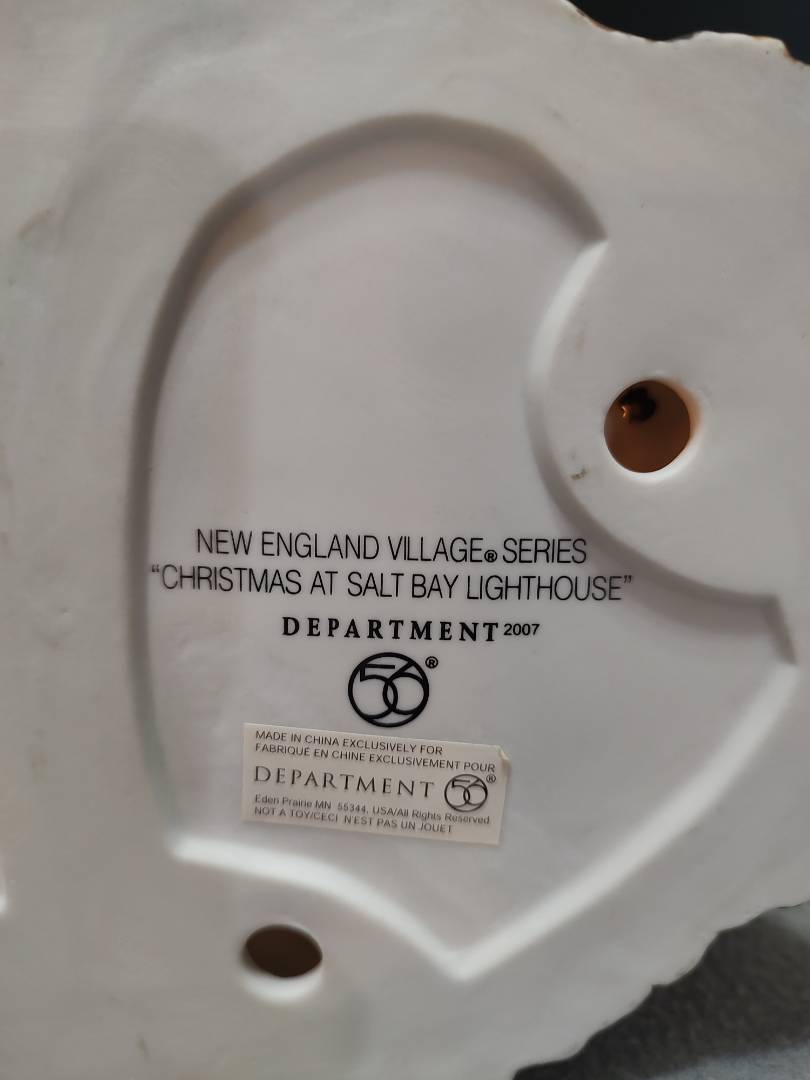 NEW ENGLAND VILLAGE® SERIES
“CHRISTMAS AT SALT BAY LIGHTHOUSE”
DEPARTMENT 2007
56®
MADE IN CHINA EXCLUSIVELY FOR
FABRIQUÉ EN CHINE EXCLUSIVEMENT POUR
DEPARTMENT 56®
Eden Prairie MN 55344, USA/All Rights Reserved
NOT A TOY/CECI N'EST PAS UN JOUET